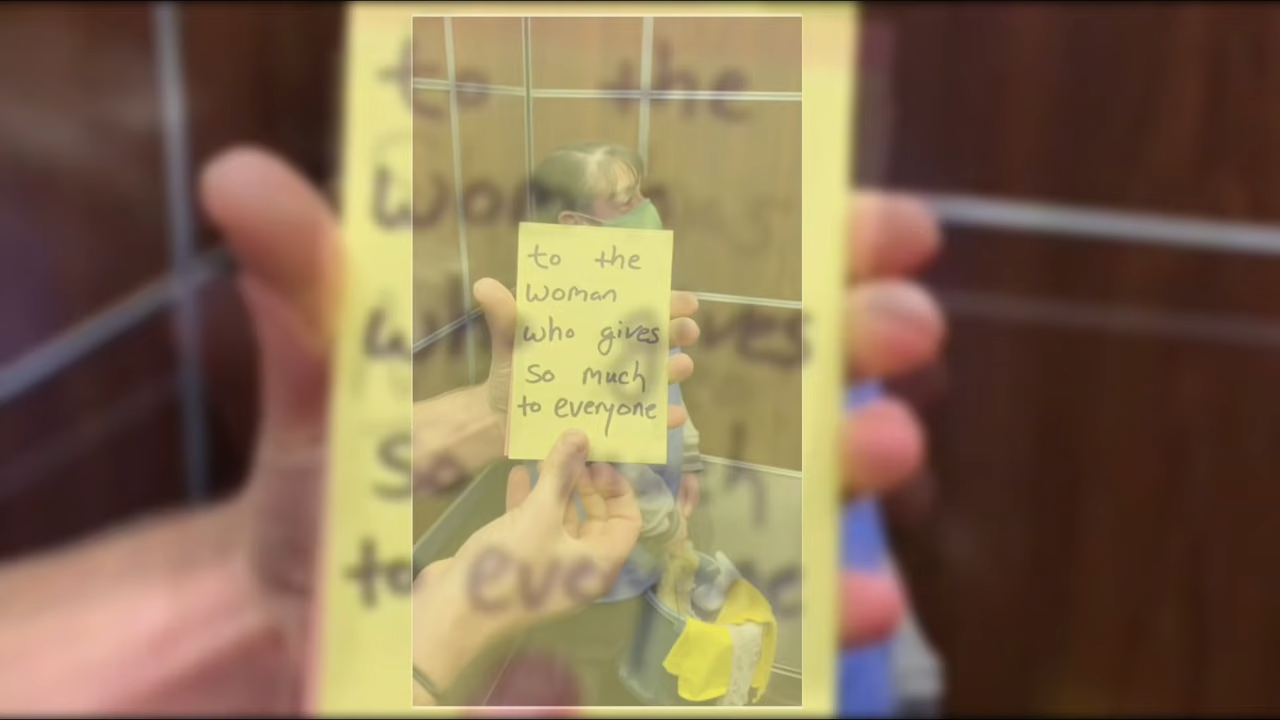 to the
woman
who gives
so much
to everyone